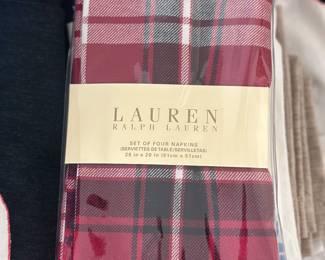 LAUREN
RALPH LAUREN
SET OF FOUR NAPKINS
(SERVIETTES DE TABLE/SERVILLETAS)
20 in x 20 in (51cm x 51cm)